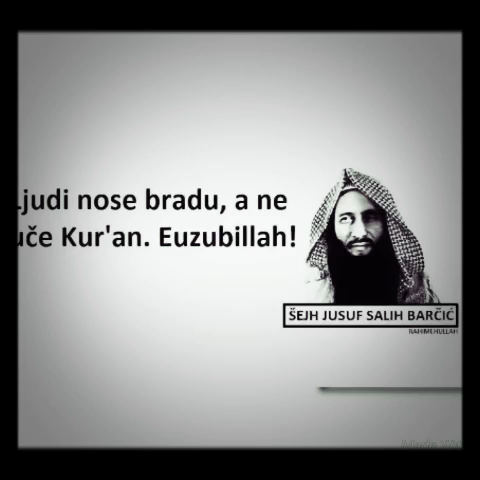 Ljudi nose bradu, a ne
uče Kur'an. Euzubillah!
ŠEJH JUSUF SALIH BARČIĆ
RAHIMEHULLAH